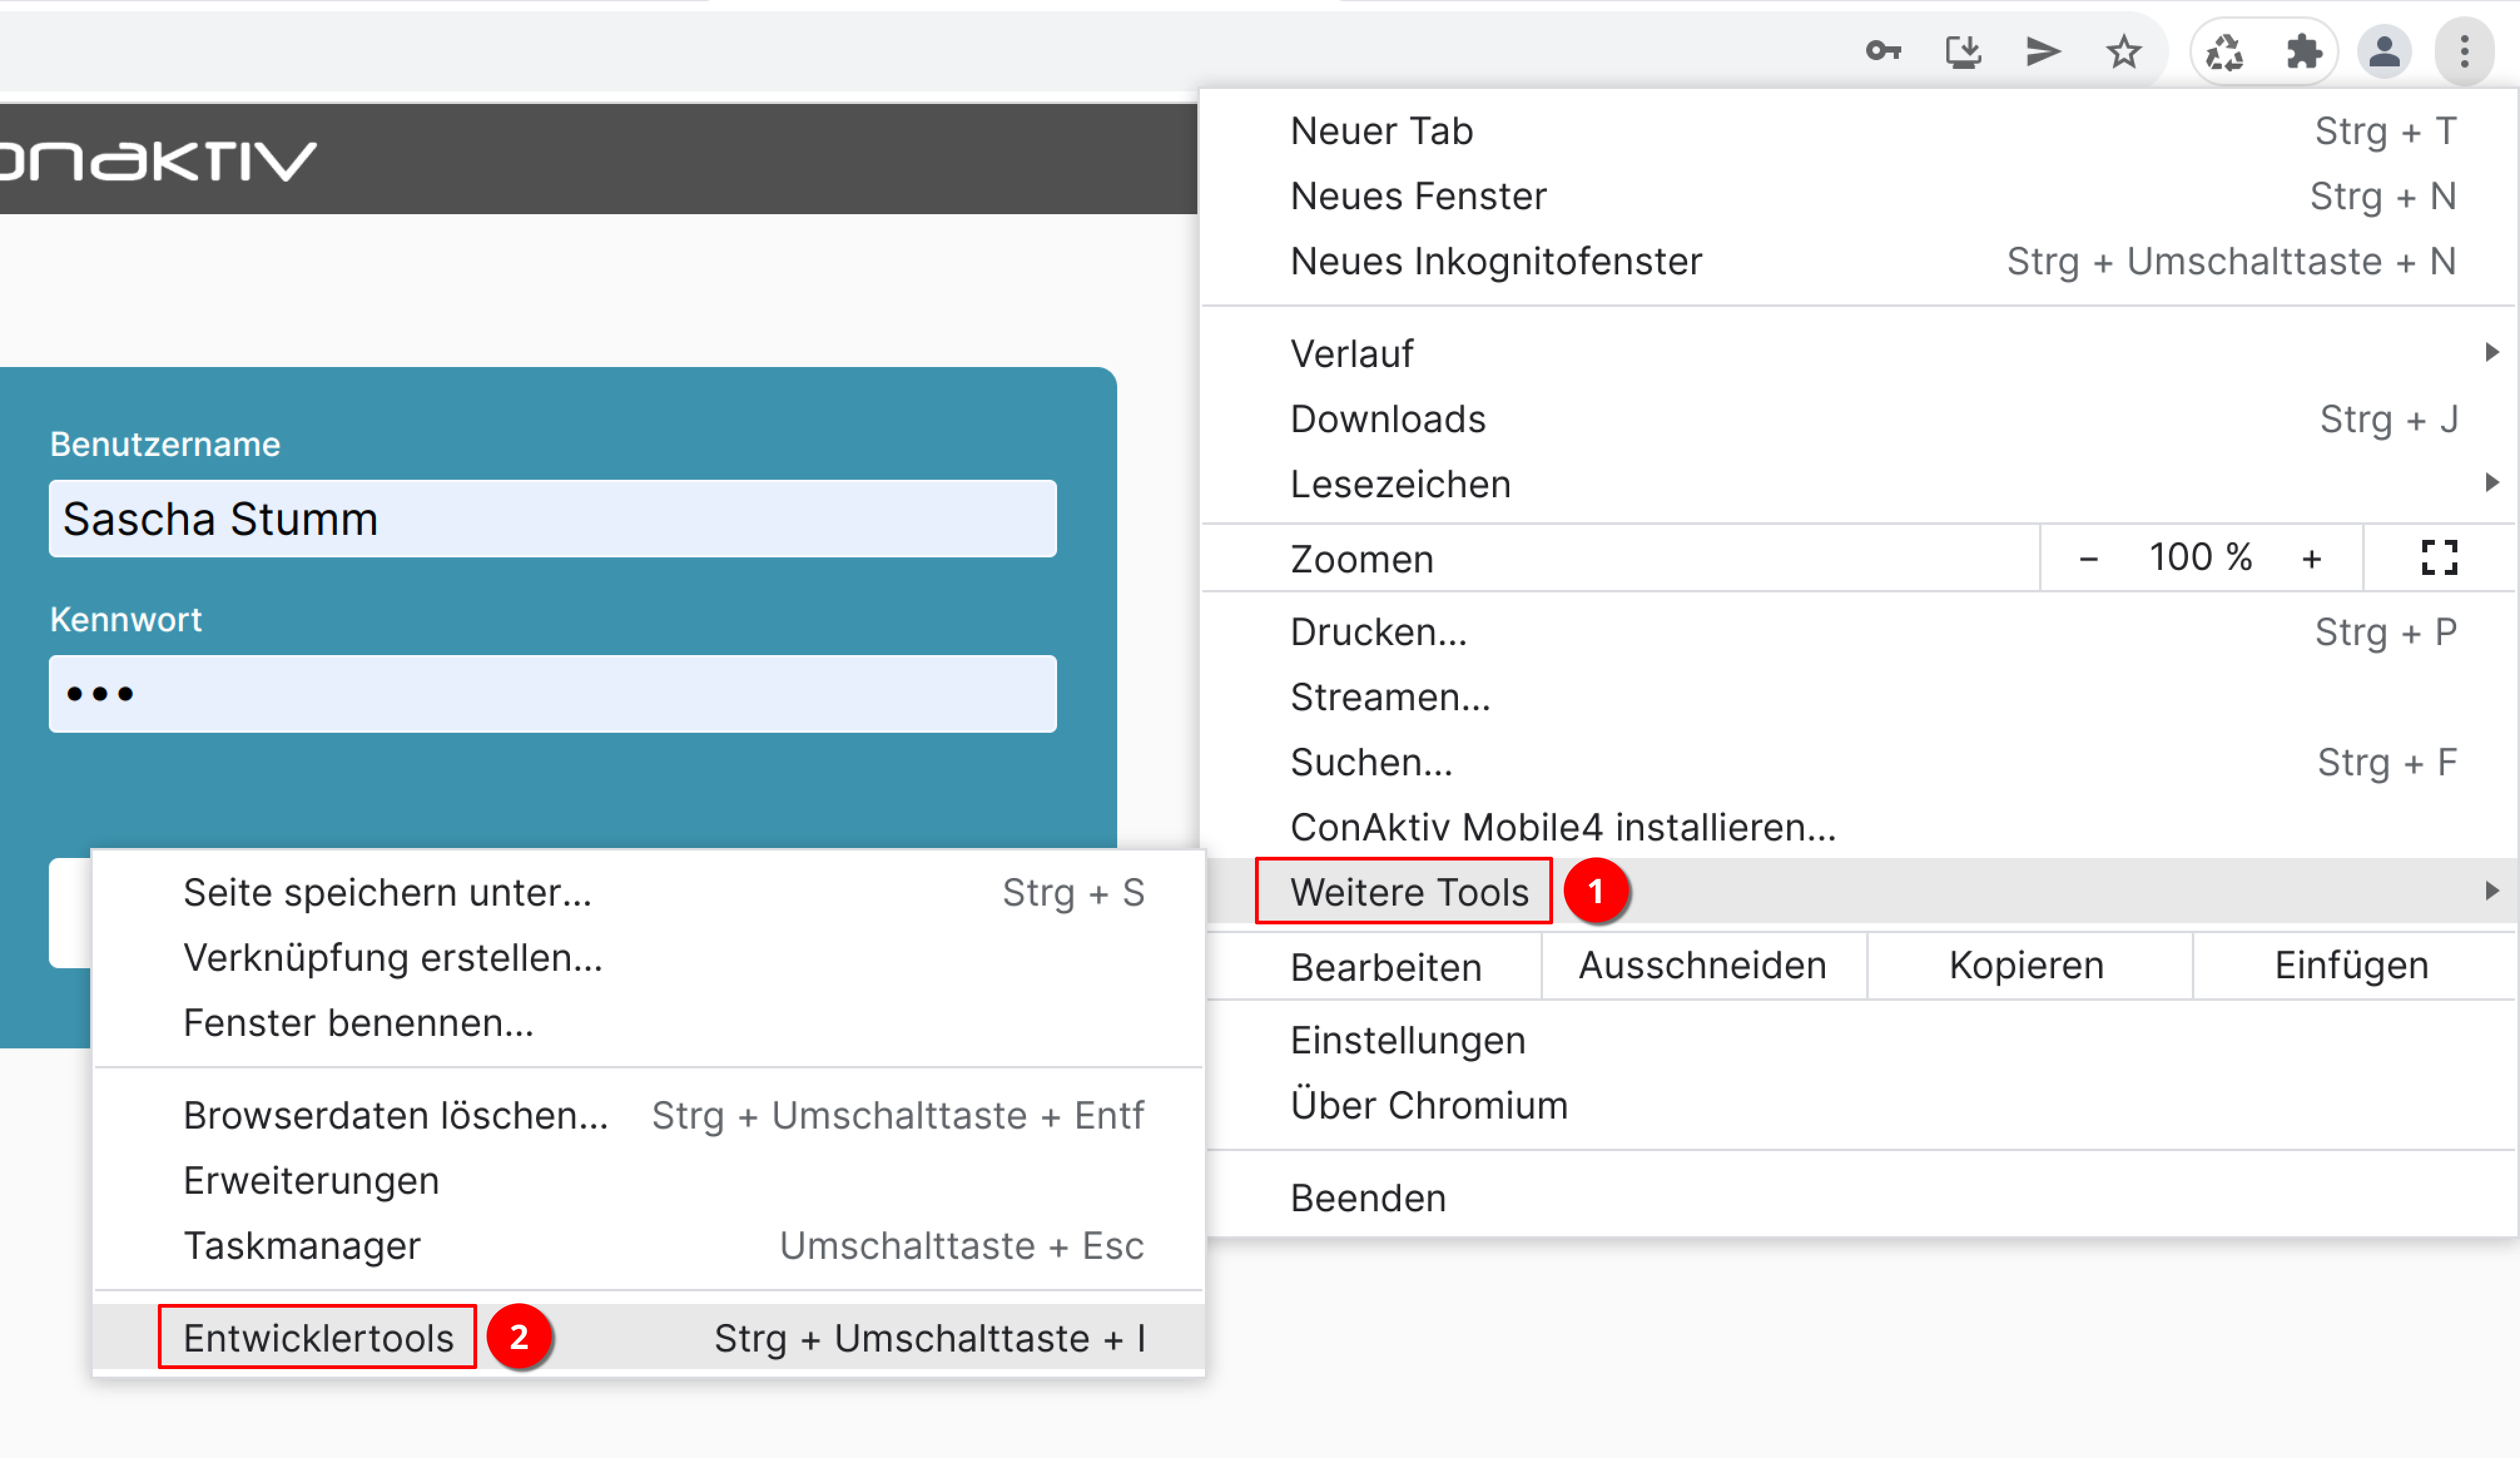 onaktiv
Neuer Tab Strg + T
Neues Fenster Strg + N
Neues Inkognitofenster Strg + Umschalttaste + N
Verlauf
Downloads Strg + J
Lesezeichen
Zoomen – 100 % +
Drucken... Strg + P
Streamen...
Suchen... Strg + F
ConAktiv Mobile4 installieren...
Weitere Tools 1
Bearbeiten Ausschneiden Kopieren Einfügen
Einstellungen
Über Chromium
Beenden
Benutzername
Sascha Stumm
Kennwort
•••
Seite speichern unter... Strg + S
Verknüpfung erstellen...
Fenster benennen...
Browserdaten löschen... Strg + Umschalttaste + Entf
Erweiterungen
Taskmanager Umschalttaste + Esc
Entwicklertools 2 Strg + Umschalttaste + I